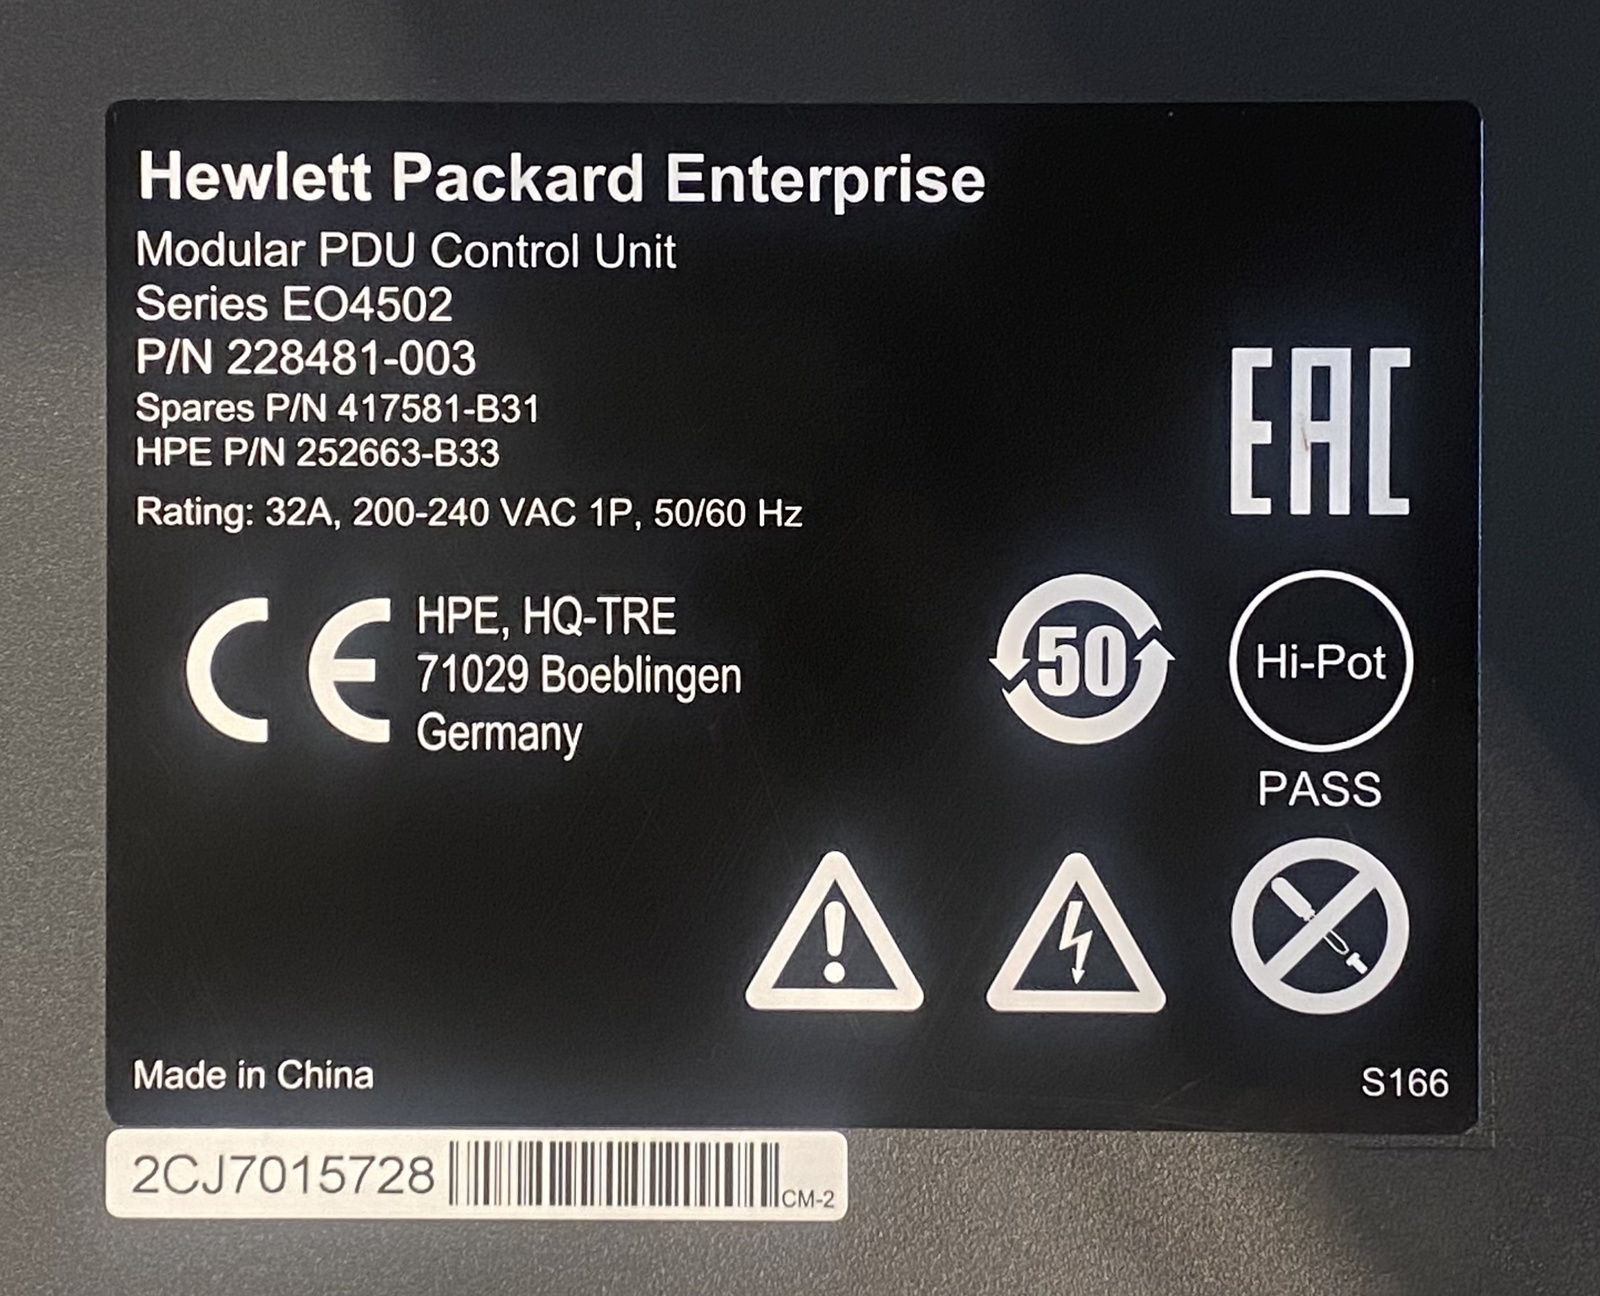 Hewlett Packard Enterprise
Modular PDU Control Unit
Series EO4502
P/N 228481-003
Spares P/N 417581-B31
HPE P/N 252663-B33
Rating: 32A, 200-240 VAC 1P, 50/60 Hz
EAC
CE
HPE, HQ-TRE
71029 Boeblingen
Germany
50
Hi-Pot
PASS
Made in China
S166
2CJ7015728
CM-2